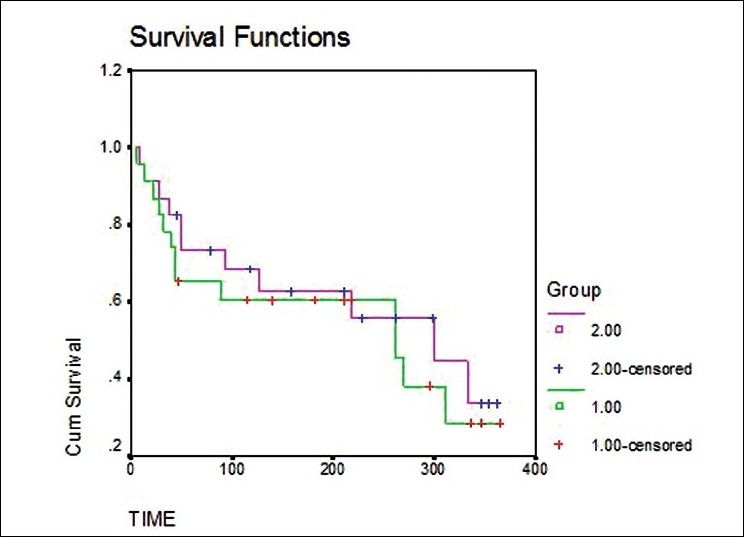 Survival Functions
1.2
1.0
.8
.6
.4
.2
Cum Survival
0
100
200
300
400
TIME
Group
2.00
2.00-censored
1.00
1.00-censored